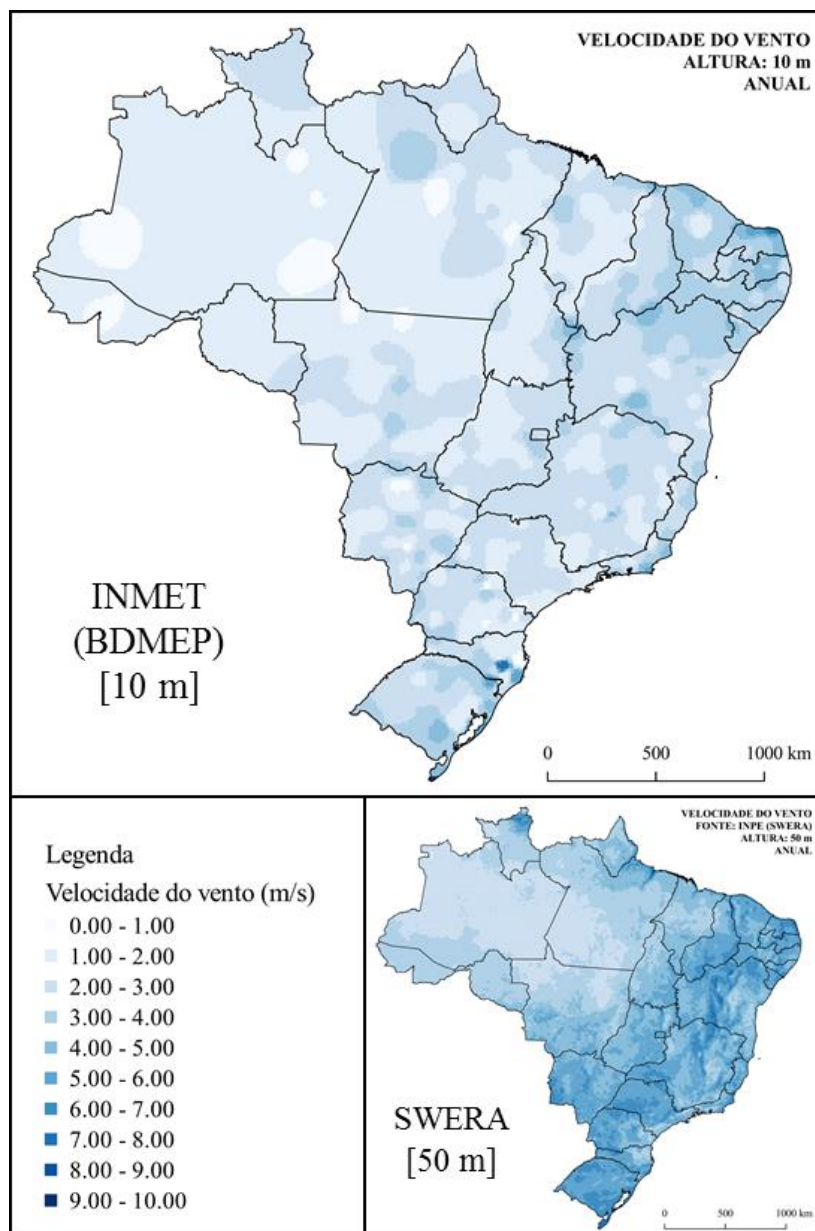 VELOCIDADE DO VENTO
ALTURA: 10 m
ANUAL
INMET
(BDMEP)
[10 m]
0 500 1000 km
Legenda
Velocidade do vento (m/s)
0.00 - 1.00
1.00 - 2.00
2.00 - 3.00
3.00 - 4.00
4.00 - 5.00
5.00 - 6.00
6.00 - 7.00
7.00 - 8.00
8.00 - 9.00
9.00 - 10.00
VELOCIDADE DO VENTO
FONTE: INPE (SWERA)
ALTURA: 50 m
ANUAL
SWERA
[50 m]
0 500 1000 km